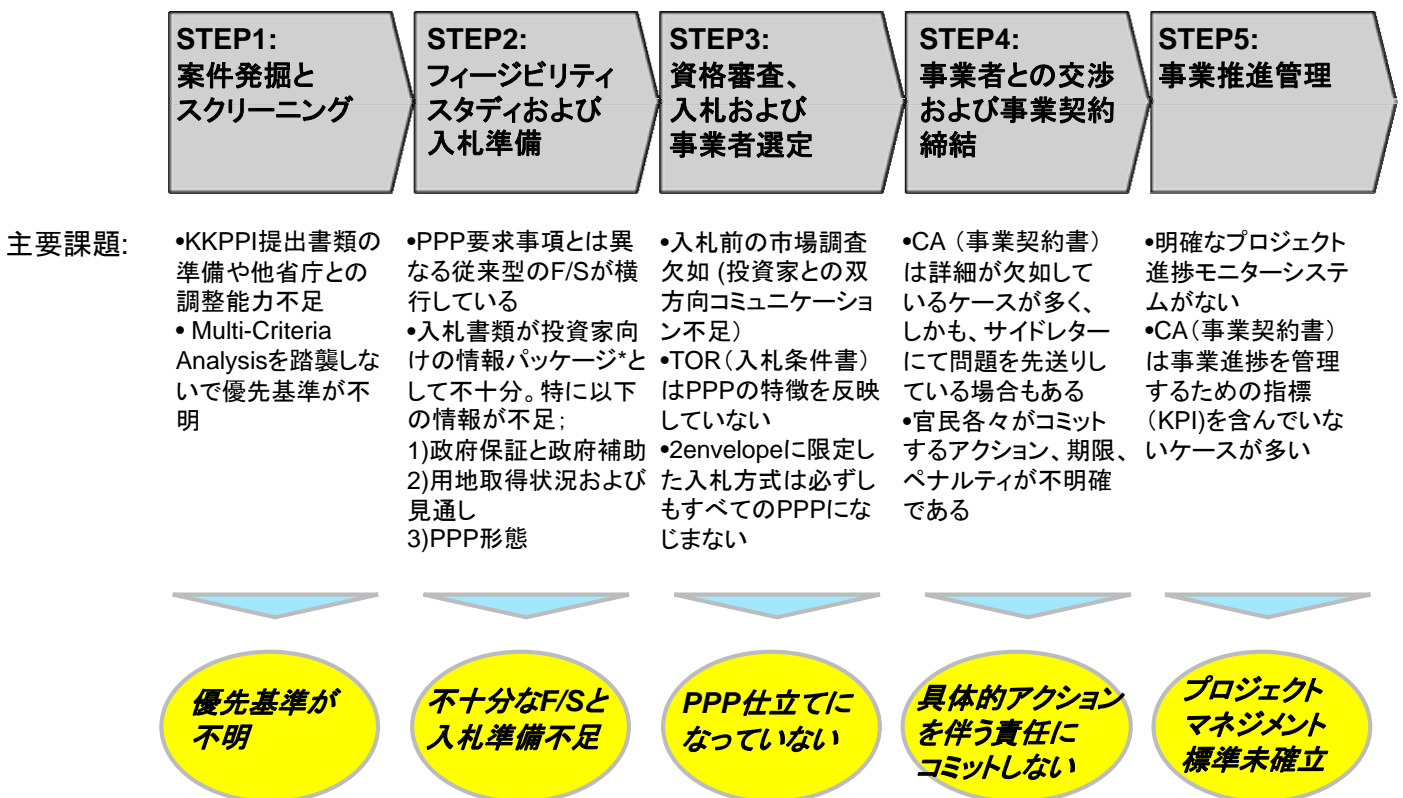 STEP1:
案件発掘と
スクリーニング
STEP2:
フィージビリティ
スタディおよび
入札準備
STEP3:
資格審査、
入札および
事業者選定
STEP4:
事業者との交渉
および事業契約
締結
STEP5:
事業推進管理
主要課題:
•KKPPI提出書類の
準備や他省庁との
調整能力不足
• Multi-Criteria
Analysisを踏襲しな
いで優先基準が不
明
•PPP要求事項とは異
なる従来型のF/Sが横
行している
•入札書類が投資家向
けの情報パッケージ*と
して不十分。特に以下
の情報が不足;
1)政府保証と政府補助
2)用地取得状況および
見通し
3)PPP形態
•入札前の市場調査
欠如 (投資家との双
方向コミュニケーショ
ン不足)
•TOR(入札条件書)
はPPPの特徴を反映
していない
•2envelopeに限定し
た入札方式は必ずし
もすべてのPPPにな
じまない
•CA (事業契約書)
は詳細が欠如して
いるケースが多く、
しかも、サイドレター
にて問題を先送りし
ている場合もある
•官民各々がコミット
するアクション、期限、
ペナルティが不明確
である
•明確なプロジェクト
進捗モニターシステ
ムがない
•CA(事業契約書)
は事業進捗を管理
するための指標
(KPI)を含んでいな
いケースが多い
優先基準が
不明
不十分なF/Sと
入札準備不足
PPP仕立てに
なっていない
具体的アクション
を伴う責任に
コミットしない
プロジェクト
マネジメント
標準未確立